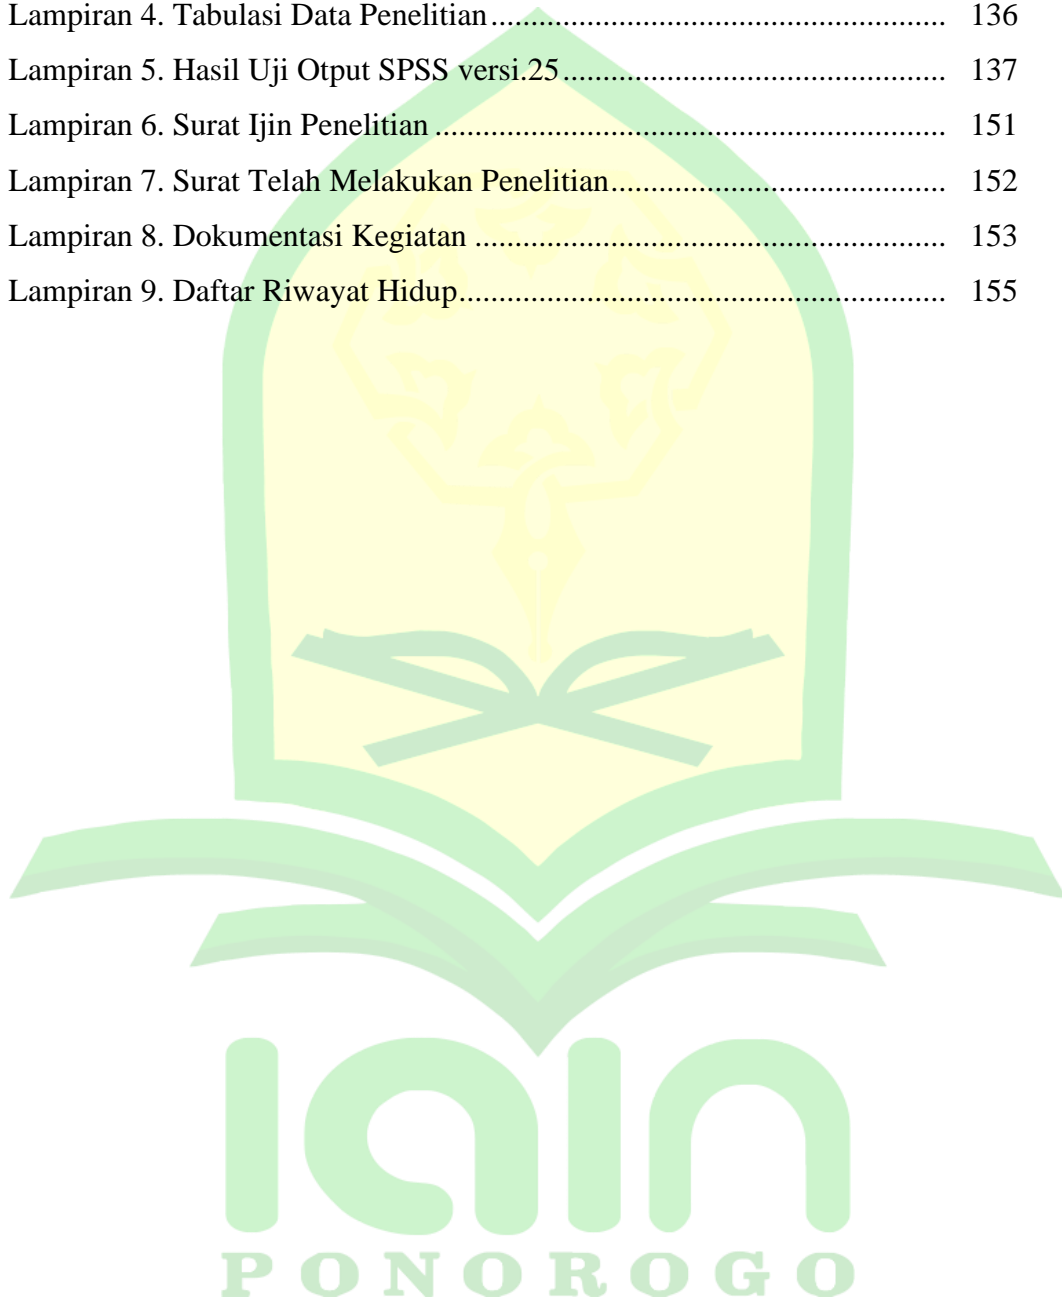 Lampiran 4. Tabulasi Data Penelitian.......................................................... 136
Lampiran 5. Hasil Uji Otput SPSS versi.25................................................. 137
Lampiran 6. Surat Ijin Penelitian ................................................................. 151
Lampiran 7. Surat Telah Melakukan Penelitian........................................... 152
Lampiran 8. Dokumentasi Kegiatan ............................................................ 153
Lampiran 9. Daftar Riwayat Hidup.............................................................. 155
iain
PONOROGO